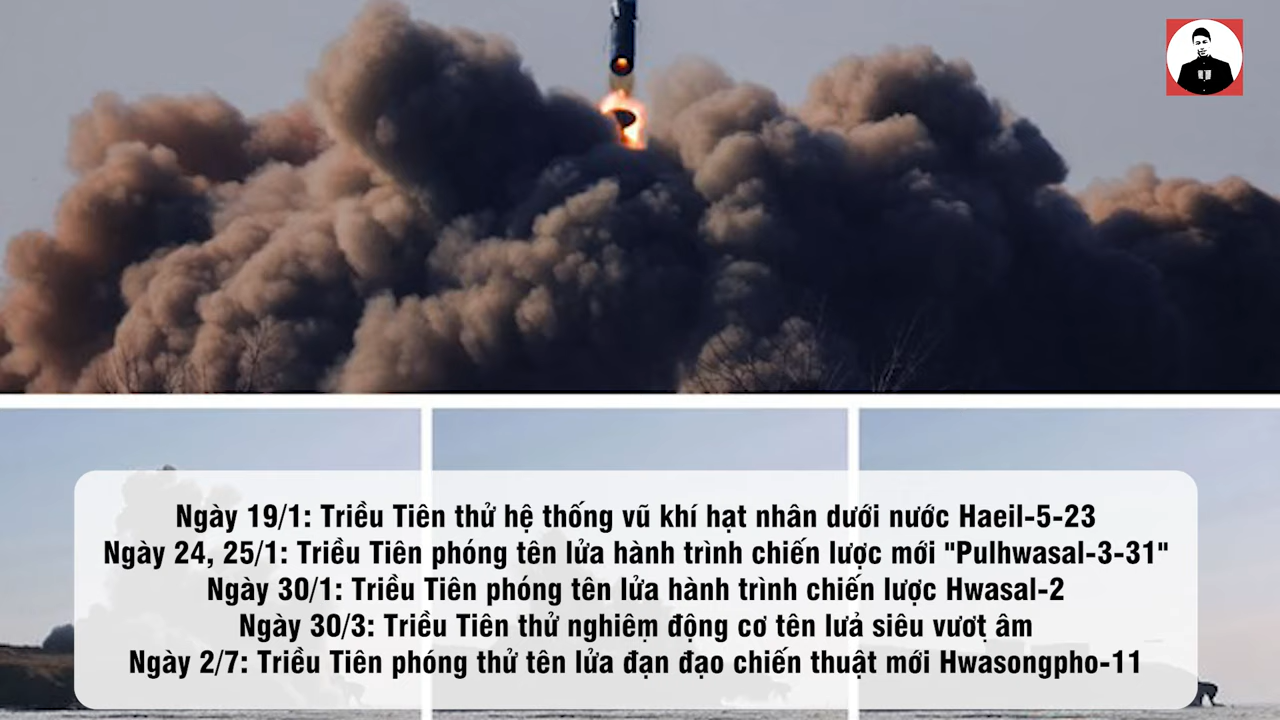 Ngày 19/1: Triều Tiên thử hệ thống vũ khí hạt nhân dưới nước Haeil-5-23
Ngày 24, 25/1: Triều Tiên phóng tên lửa hành trình chiến lược mới "Pulhwasal-3-31"
Ngày 30/1: Triều Tiên phóng tên lửa hành trình chiến lược Hwasal-2
Ngày 30/3: Triều Tiên thử nghiệm động cơ tên lửa siêu vượt âm
Ngày 2/7: Triều Tiên phóng thử tên lửa đạn đạo chiến thuật mới Hwasongpho-11